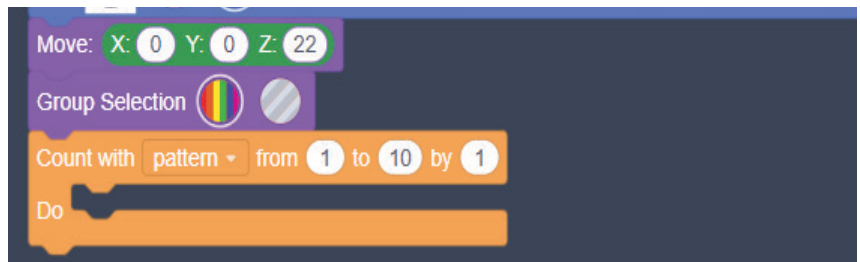 Move: X: 0 Y: 0 Z: 22
Group Selection
Count with pattern from 1 to 10 by 1
Do